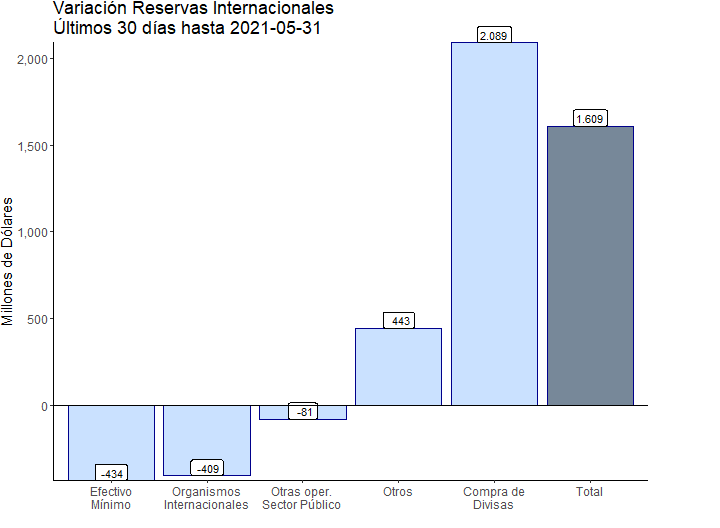 Variación Reservas Internacionales
Últimos 30 días hasta 2021-05-31
Millones de Dólares
2,000
1,500
1,000
500
0
-434
-409
-81
443
2.089
1.609
Efectivo
Mínimo
Organismos
Internacionales
Otras oper.
Sector Público
Otros
Compra de
Divisas
Total